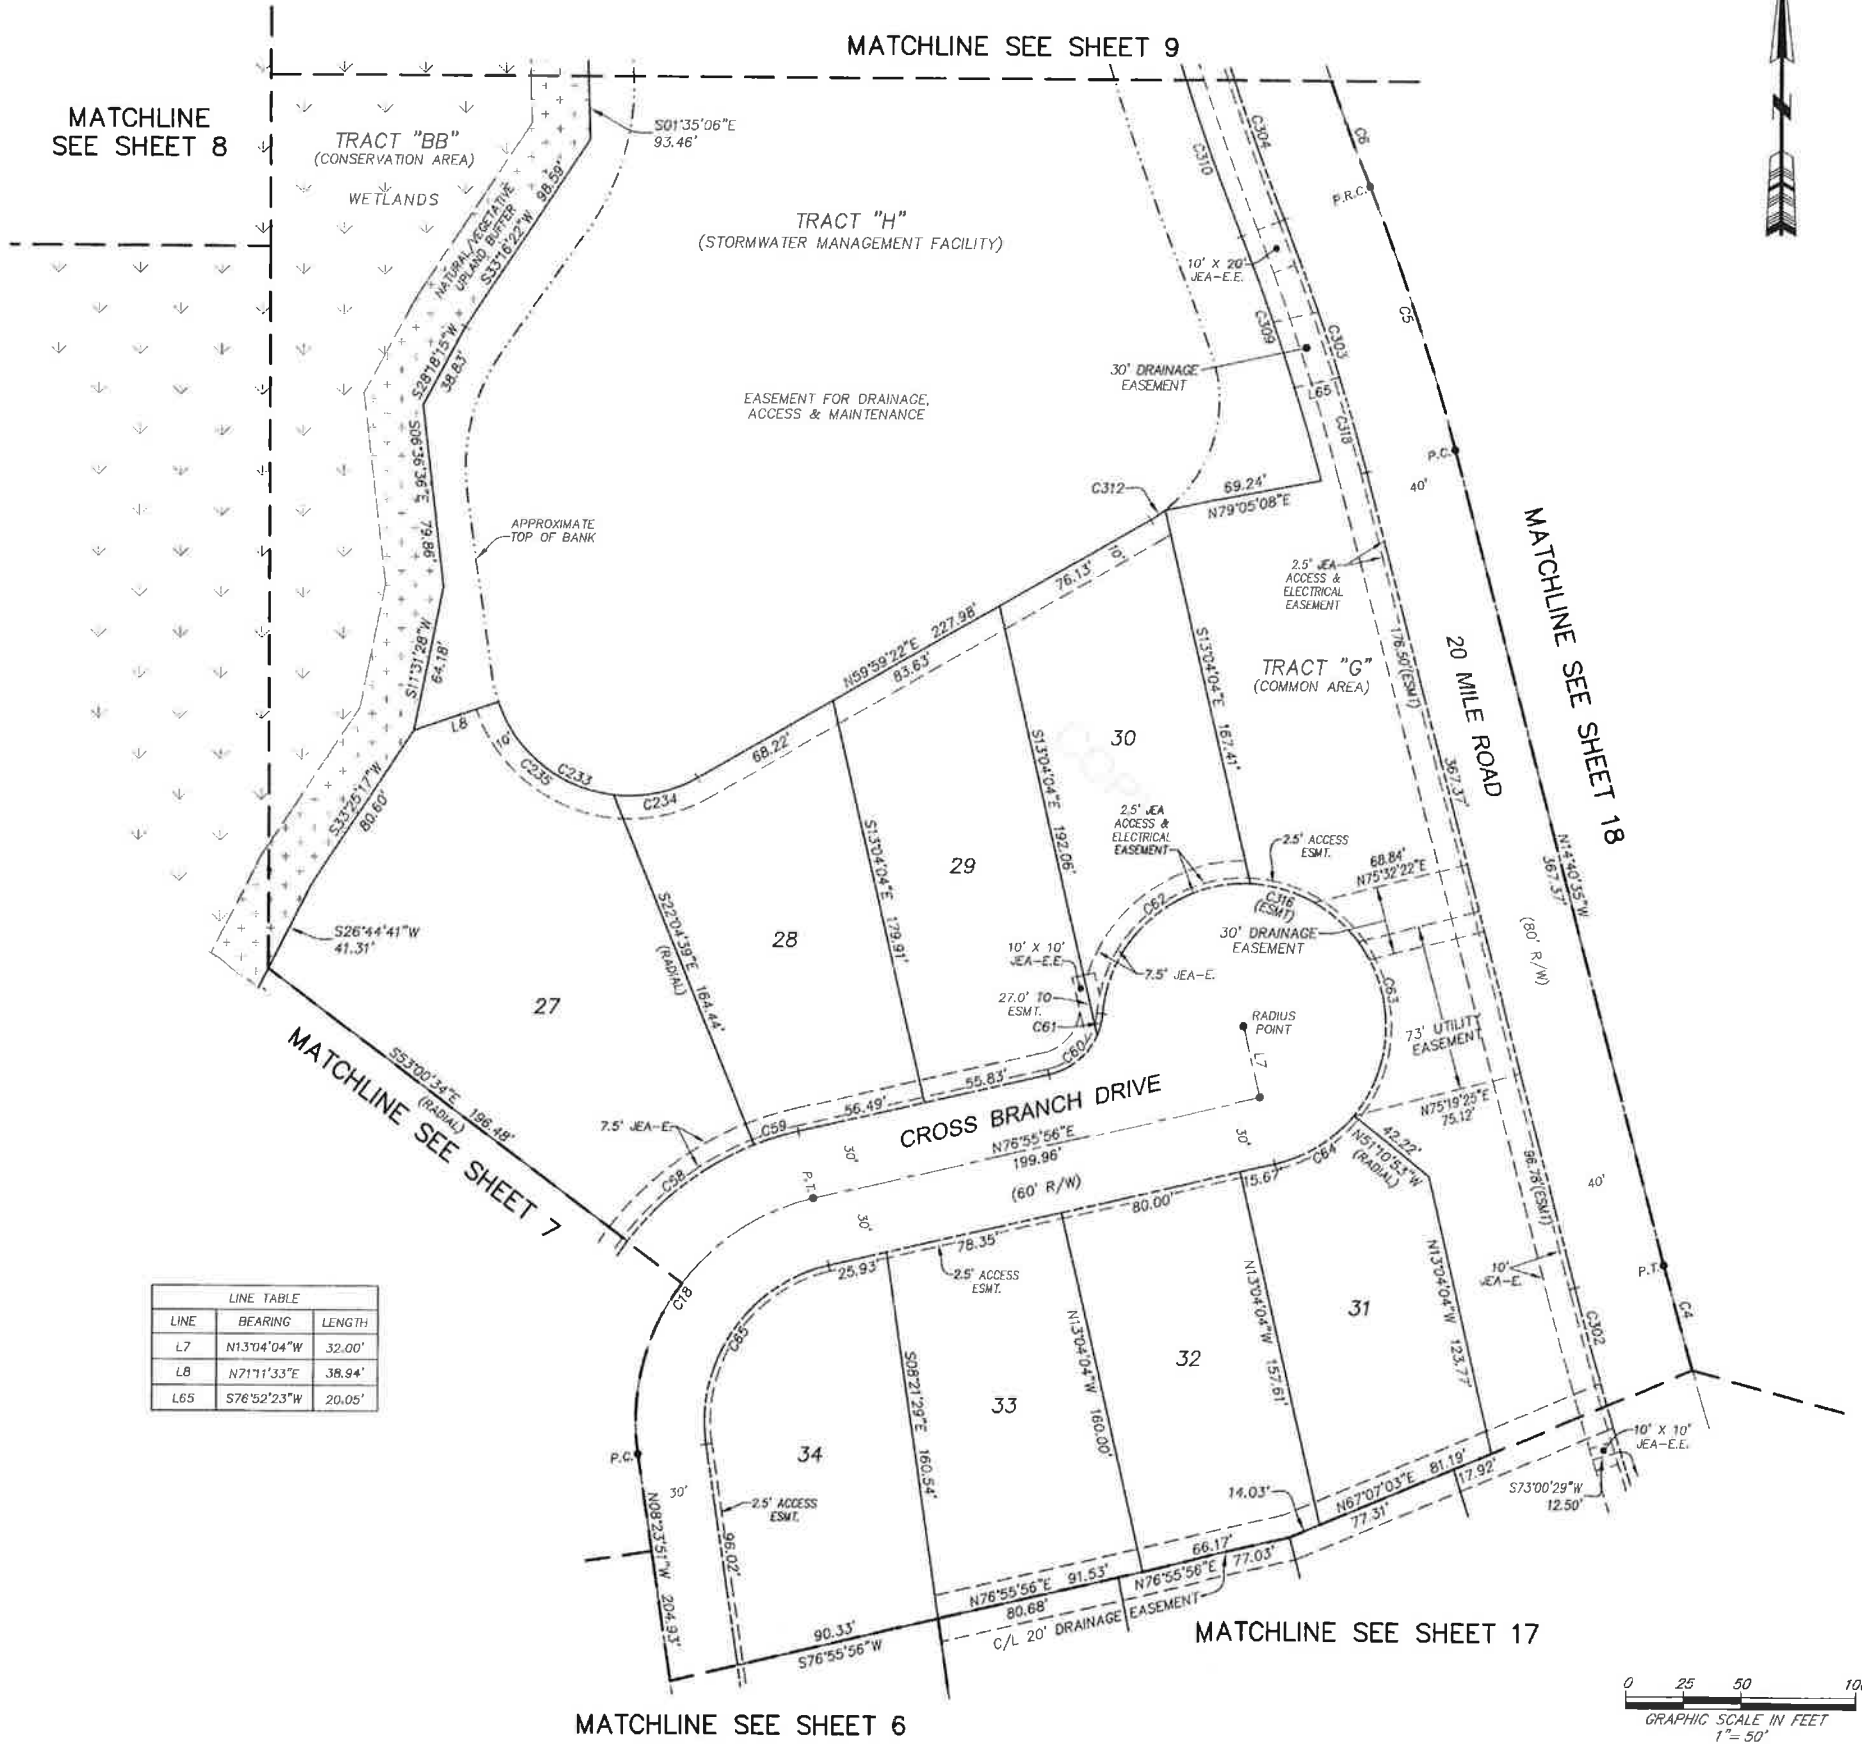 MATCHLINE SEE SHEET 9
MATCHLINE
SEE SHEET 8
N
TRACT "BB"
(CONSERVATION AREA)
WETLANDS
S01°35'06"E
93.46'
NATURAL/VEGETATIVE
UPLAND BUFFER
S33°16'22"W 98.59'
S28°18'15"W
38.83'
S06°36'36"E 79.86'
S11°31'28"W
64.18'
S33°25'17"W
80.60'
S26°44'41"W
41.31'
TRACT "H"
(STORMWATER MANAGEMENT FACILITY)
EASEMENT FOR DRAINAGE,
ACCESS & MAINTENANCE
APPROXIMATE
TOP OF BANK
C304
C310
C6
P.R.C.
10' X 20'
JEA-E.E.
C309
C303
C5
30' DRAINAGE
EASEMENT
L65
C318
P.C.
40'
C312
69.24'
N79°05'08"E
2.5' JEA
ACCESS &
ELECTRICAL
EASEMENT
MATCHLINE SEE SHEET 18
10'
76.13'
N59°59'22"E 227.98'
83.63'
68.22'
S13°04'04"E 167.41'
TRACT "G"
(COMMON AREA)
176.50'(ESMT)
20 MILE ROAD
367.37'
N14°40'35"W
367.37'
(80' R/W)
L8
10'
C235
C233
C234
30
S13°04'04"E 192.06'
COPY
2.5' JEA
ACCESS &
ELECTRICAL
EASEMENT
2.5' ACCESS
ESMT.
68.84'
N75°32'22"E
29
S13°04'04"E 179.91'
28
S22°04'39"E 164.44'
(RADIAL)
27
C62
C316
(ESMT)
30' DRAINAGE
EASEMENT
10' X 10'
JEA-E.E.
7.5' JEA-E.
27.0' TO
ESMT.
C61
C60
RADIUS
POINT
L7
C63
73' UTILITY
EASEMENT
N75°19'25"E
75.12'
MATCHLINE SEE SHEET 7
S53°00'34"E 196.48'
(RADIAL)
7.5' JEA-E.
C58
C59
56.49'
55.83'
CROSS BRANCH DRIVE
N76°55'56"E
199.96'
(60' R/W)
30'
30'
30'
P.T.
42.22'
N51°10'53"W
(RADIAL)
C64
15.67'
80.00'
78.35'
25.93'
2.5' ACCESS
ESMT.
C18
C65
96.78'(ESMT)
40'
10'
JEA-E.
P.T.
C4
C302
N13°04'04"W 123.77'
31
N13°04'04"W 157.61'
32
N13°04'04"W 160.00'
33
S08°21'29"E 160.54'
34
LINE TABLE
LINE BEARING LENGTH
L7 N13°04'04"W 32.00'
L8 N71°11'33"E 38.94'
L65 S76°52'23"W 20.05'
P.C.
30'
N08°23'51"W 204.93'
2.5' ACCESS
ESMT.
96.02'
14.03'
N67°07'03"E 81.19'
77.31'
17.92'
10' X 10'
JEA-E.E.
S73°00'29"W
12.50'
66.17'
N76°55'56"E 77.03'
N76°55'56"E 91.53'
80.68'
C/L 20' DRAINAGE EASEMENT
90.33'
S76°55'56"W
MATCHLINE SEE SHEET 17
MATCHLINE SEE SHEET 6
0 25 50
GRAPHIC SCALE IN FEET
1"= 50'